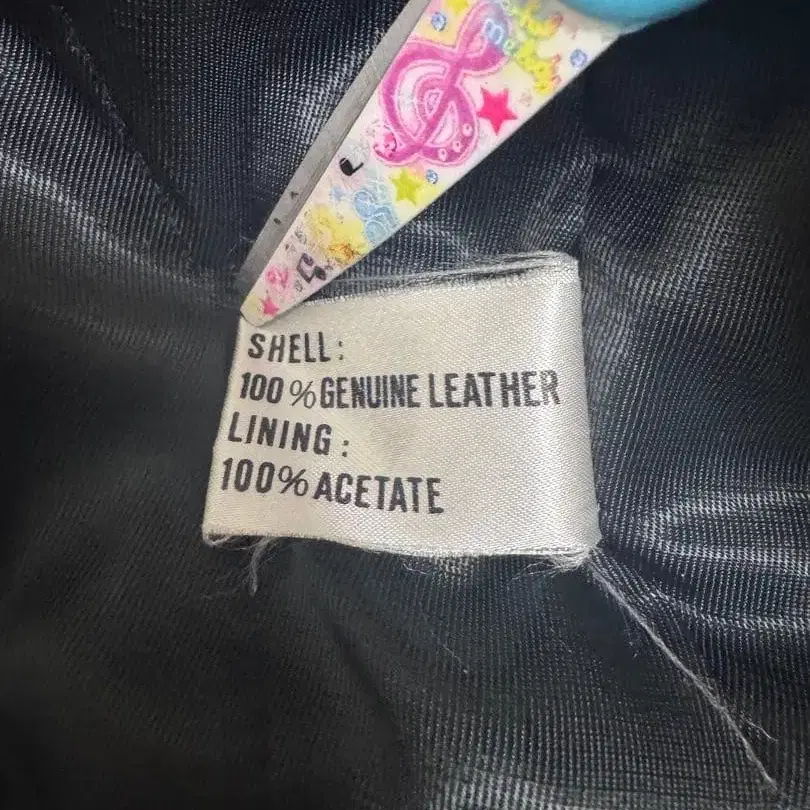 SHELL:
100% GENUINE LEATHER
LINING:
100% ACETATE